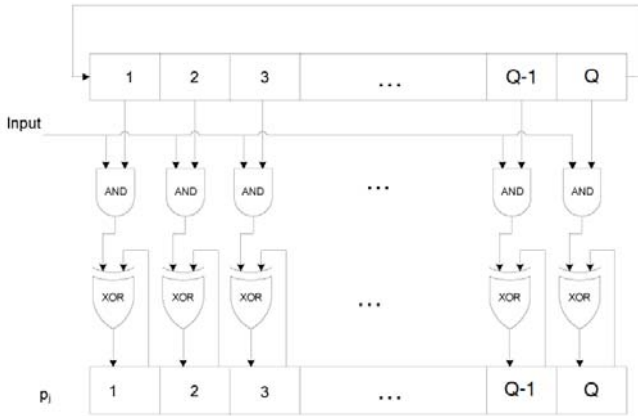 1 2 3 ... Q-1 Q
Input
AND AND AND ... AND AND
XOR XOR XOR ... XOR XOR
pj 1 2 3 ... Q-1 Q